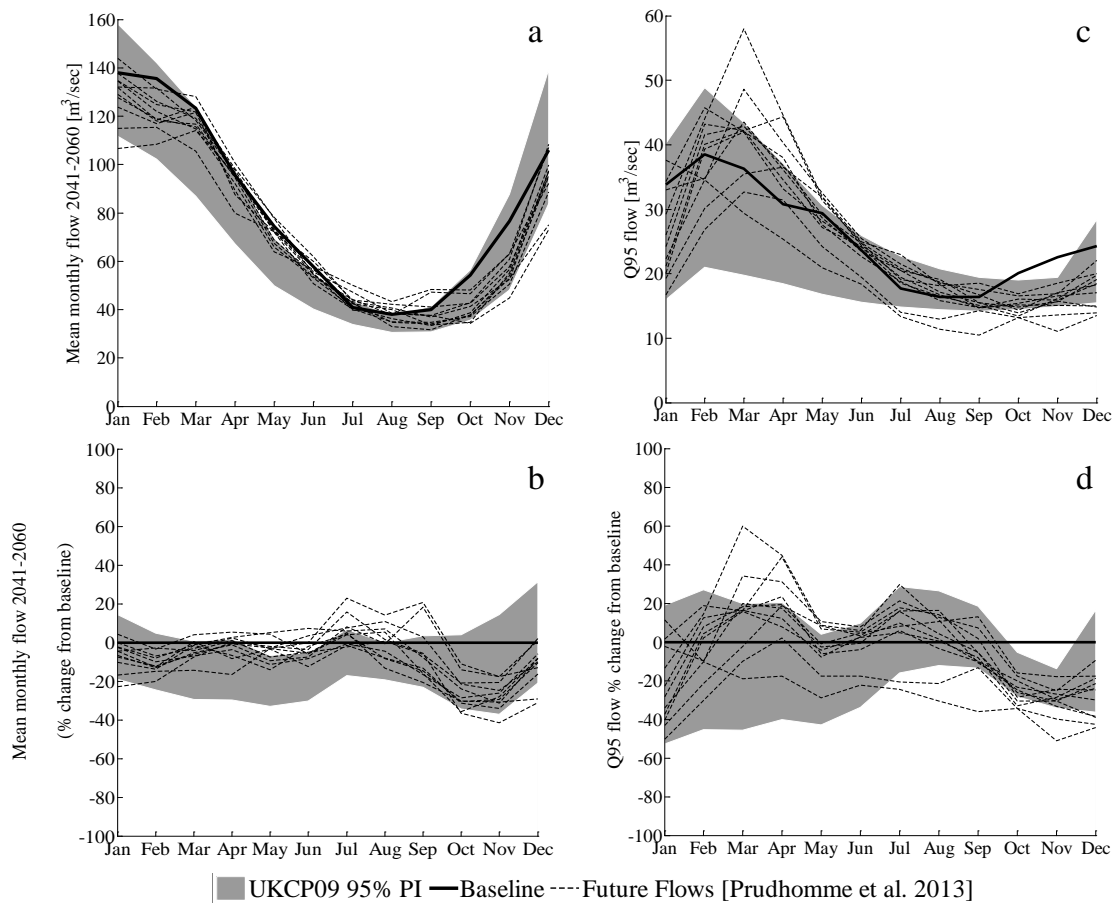 a
Mean monthly flow 2041-2060 [m³/sec]
160
140
120
100
80
60
40
20
0
Jan Feb Mar Apr May Jun Jul Aug Sep Oct Nov Dec
c
Q95 flow [m³/sec]
60
50
40
30
20
10
0
Jan Feb Mar Apr May Jun Jul Aug Sep Oct Nov Dec
b
Mean monthly flow 2041-2060
(% change from baseline)
100
80
60
40
20
0
-20
-40
-60
-80
-100
Jan Feb Mar Apr May Jun Jul Aug Sep Oct Nov Dec
d
Q95 flow % change from baseline
100
80
60
40
20
0
-20
-40
-60
-80
-100
Jan Feb Mar Apr May Jun Jul Aug Sep Oct Nov Dec
UKCP09 95% PI Baseline Future Flows [Prudhomme et al. 2013]